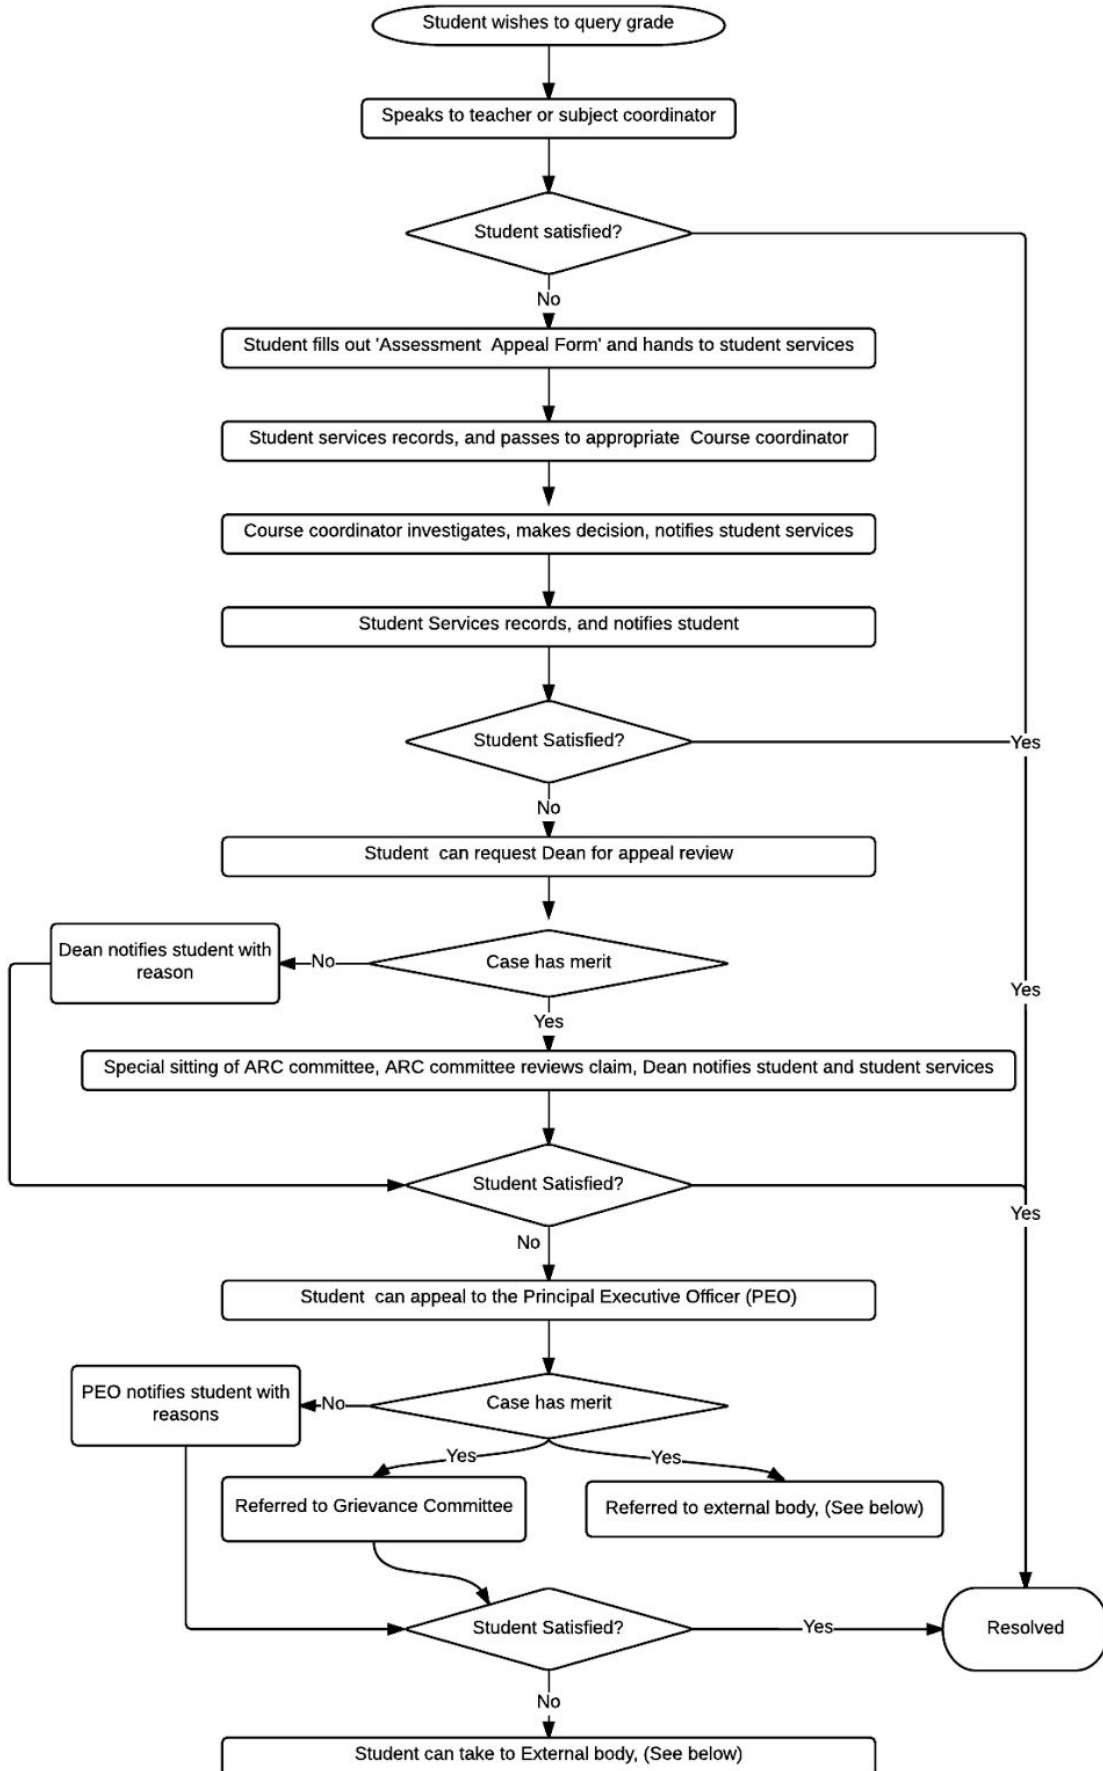 Student wishes to query grade
Speaks to teacher or subject coordinator
Student satisfied?
No
Student fills out 'Assessment  Appeal Form' and hands to student services
Student services records, and passes to appropriate  Course coordinator
Course coordinator investigates, makes decision, notifies student services
Student Services records, and notifies student
Student Satisfied?
Yes
No
Student  can request Dean for appeal review
Dean notifies student with
reason
No
Case has merit
Yes
Yes
Special sitting of ARC committee, ARC committee reviews claim, Dean notifies student and student services
Student Satisfied?
Yes
No
Student  can appeal to the Principal Executive Officer (PEO)
PEO notifies student with
reasons
No
Case has merit
Yes
Yes
Referred to Grievance Committee
Referred to external body, (See below)
Student Satisfied?
Yes
Resolved
No
Student can take to External body, (See below)